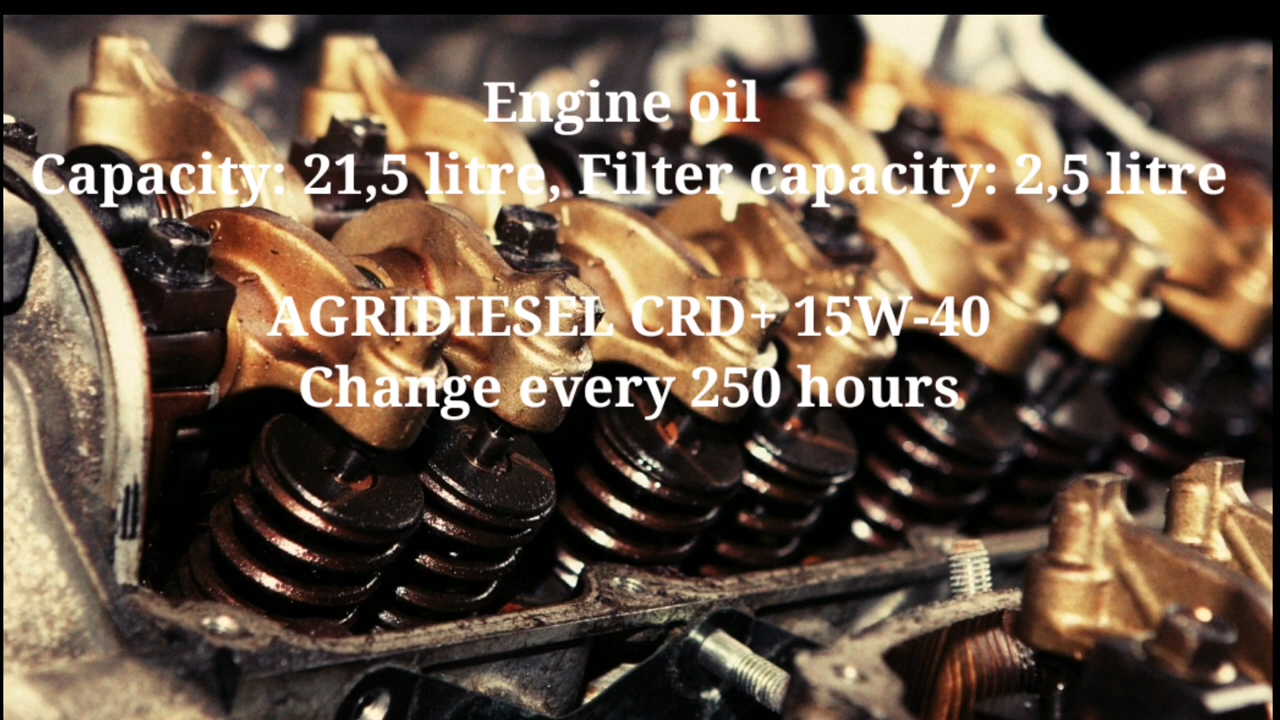 Engine oil
Capacity: 21,5 litre, Filter capacity: 2,5 litre
AGRIDIESEL CRD+ 15W-40
Change every 250 hours